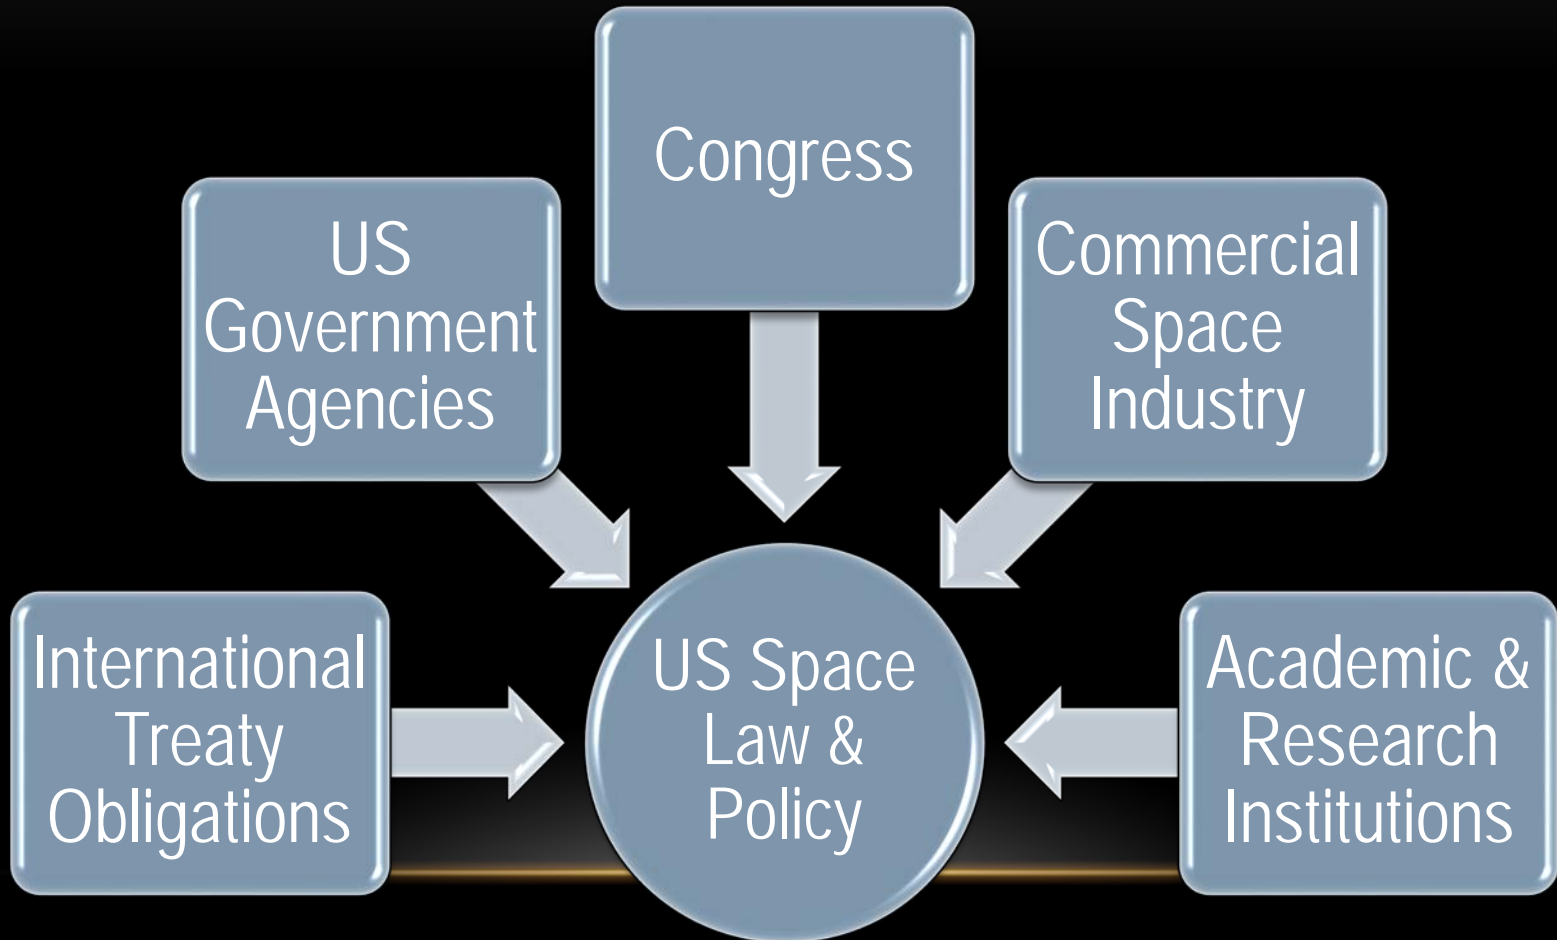 Congress
US
Government
Agencies
Commercial
Space
Industry
International
Treaty
Obligations
US Space
Law &
Policy
Academic &
Research
Institutions